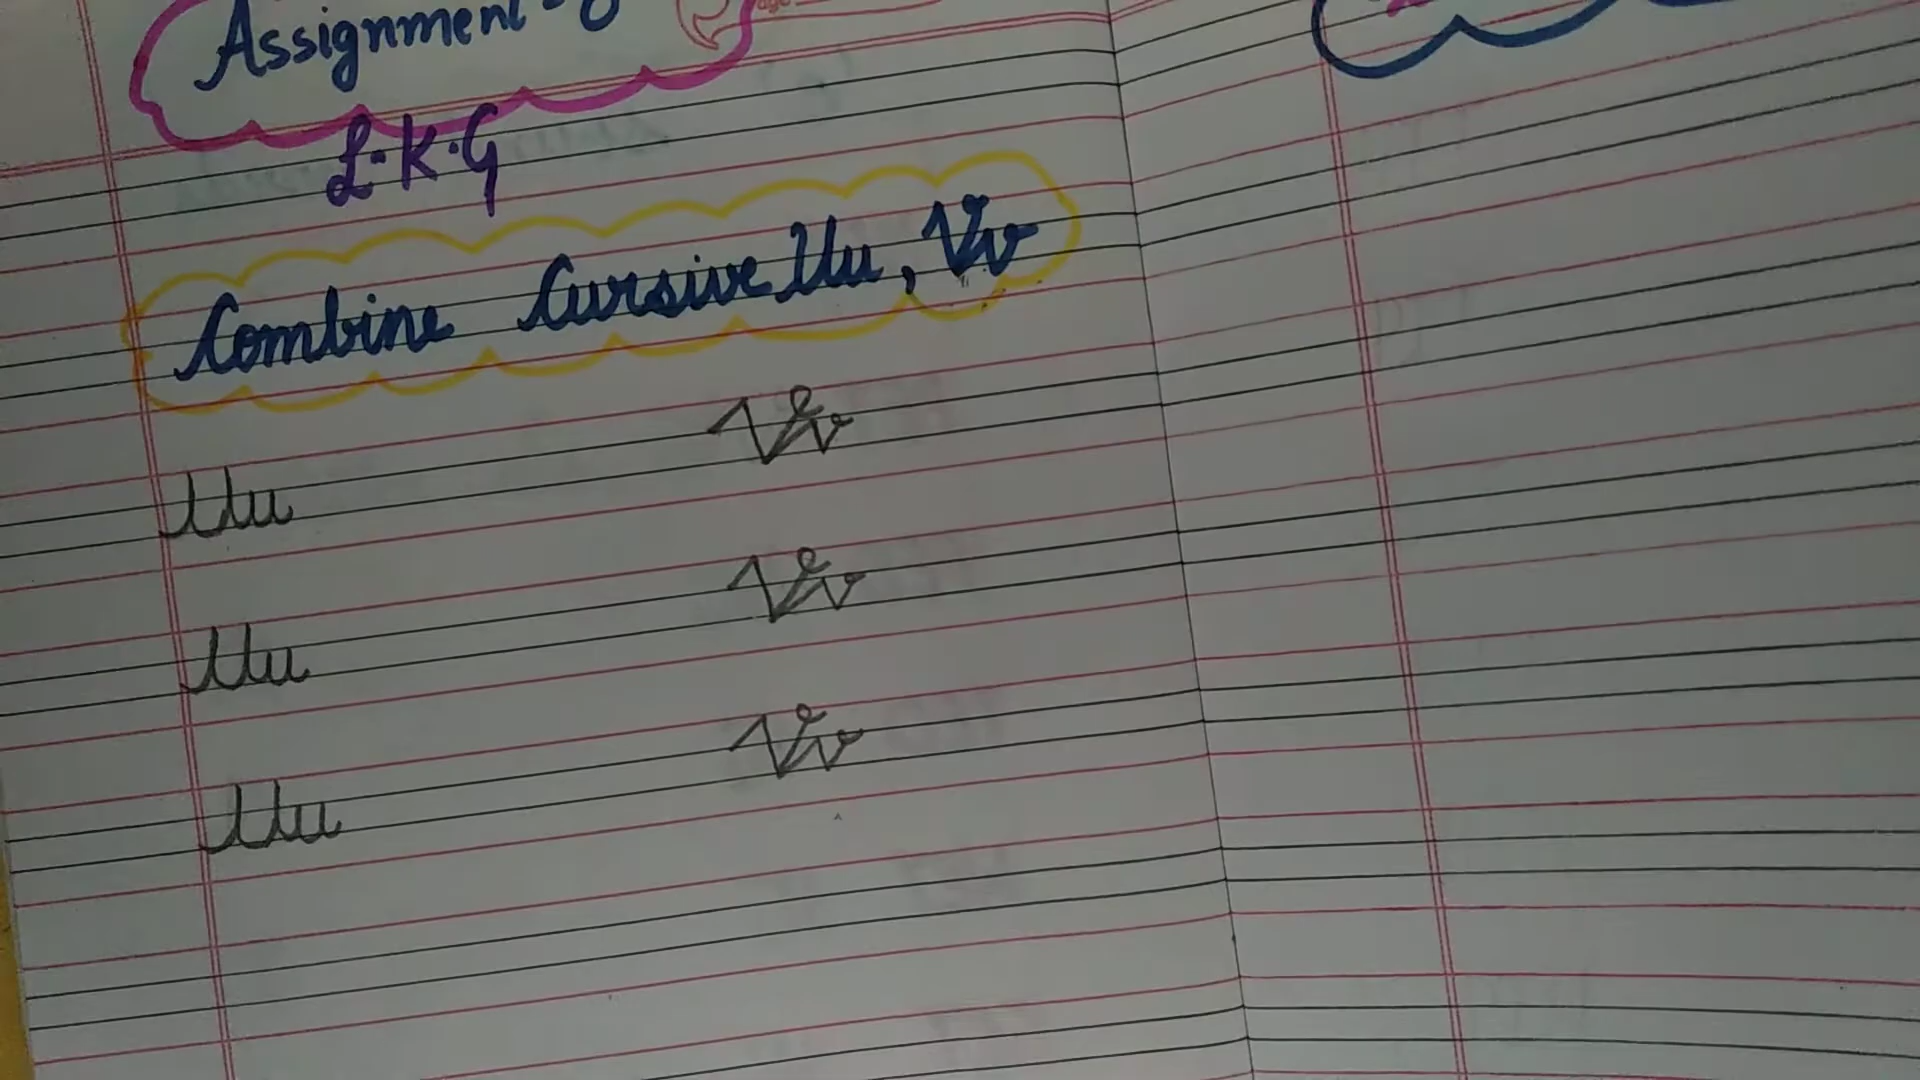 Assignment -
L.K.G
Combine Cursive Uu, Vv
Uu Vv
Uu Vv
Uu Vv